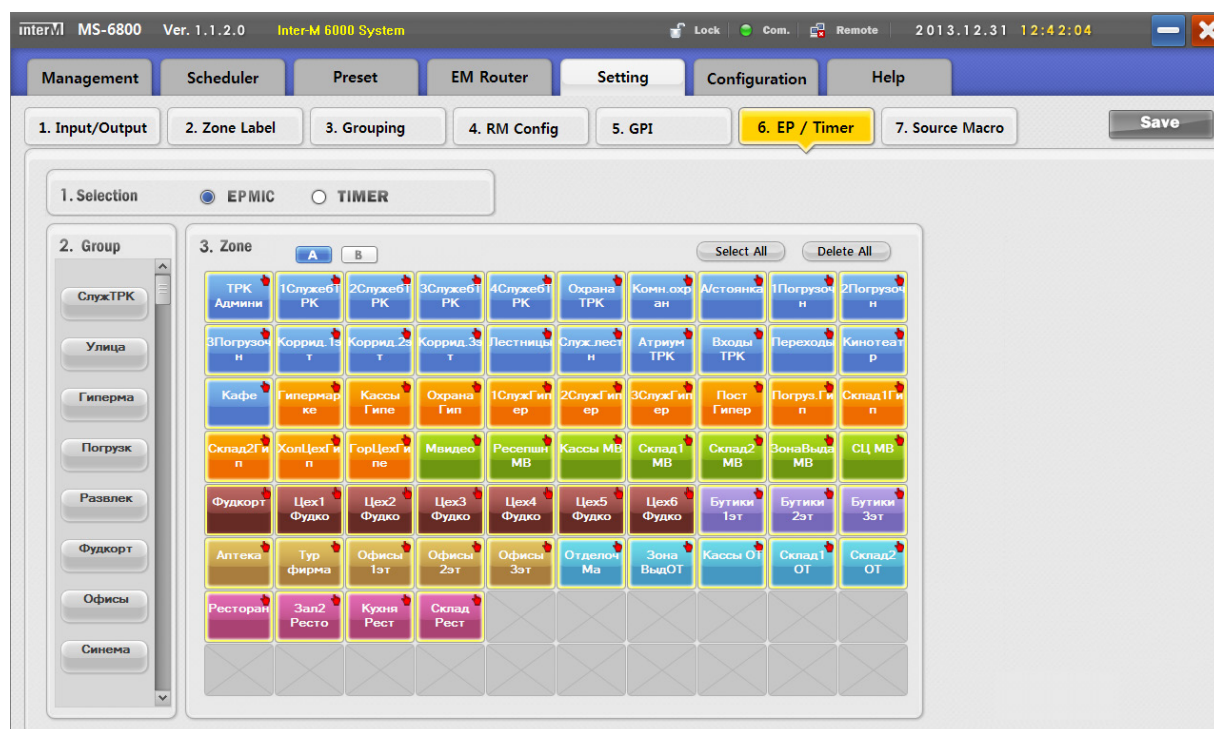 interM MS-6800 Ver. 1.1.2.0 Inter-M 6000 System Lock Com. Remote 2013.12.31 12:42:04
Management Scheduler Preset EM Router Setting Configuration Help
1. Input/Output 2. Zone Label 3. Grouping 4. RM Config 5. GPI 6. EP / Timer 7. Source Macro Save
1. Selection EPMIC TIMER
2. Group
СлужТРК
Улица
Гиперма
Погрузк
Развлек
Фудкорт
Офисы
Синема
3. Zone A B Select All Delete All
ТРК 1Служебт 2Служебт 3Служебт 4Служебт Охрана Комн.охр А/стоянка 1Погрузоч 2Погрузоч
Админи РК РК РК РК ТРК ан н н
3Погрузоч Коррид.1э Коррид.2э Коррид.3э Лестницы Служ.лест Атриум Входы Переходы Кинотеат
н т т т н ТРК ТРК р
Кафе Гипермар Кассы Охрана 1СлужГип 2СлужГип 3СлужГип Пост Погруз.Ги Склад1Ги
ке Гипе Гип ер ер ер Гипер п п
Склад2Ги ХолЦехГи ГорЦехГи Мвидео Ресепшн Кассы МВ Склад1 Склад2 ЗонаВыда СЦ МВ
п п пе МВ МВ МВ МВ
Фудкорт Цех1 Цех2 Цех3 Цех4 Цех5 Цех6 Бутики Бутики Бутики
Фудко Фудко Фудко Фудко Фудко Фудко 1эт 2эт 3эт
Аптека Тур Офисы Офисы Офисы Отделоч Зона Кассы ОТ Склад1 Склад2
фирма 1эт 2эт 3эт Ма ВыдОТ ОТ ОТ
Ресторан Зал2 Кухня Склад
Ресто Рест Рест